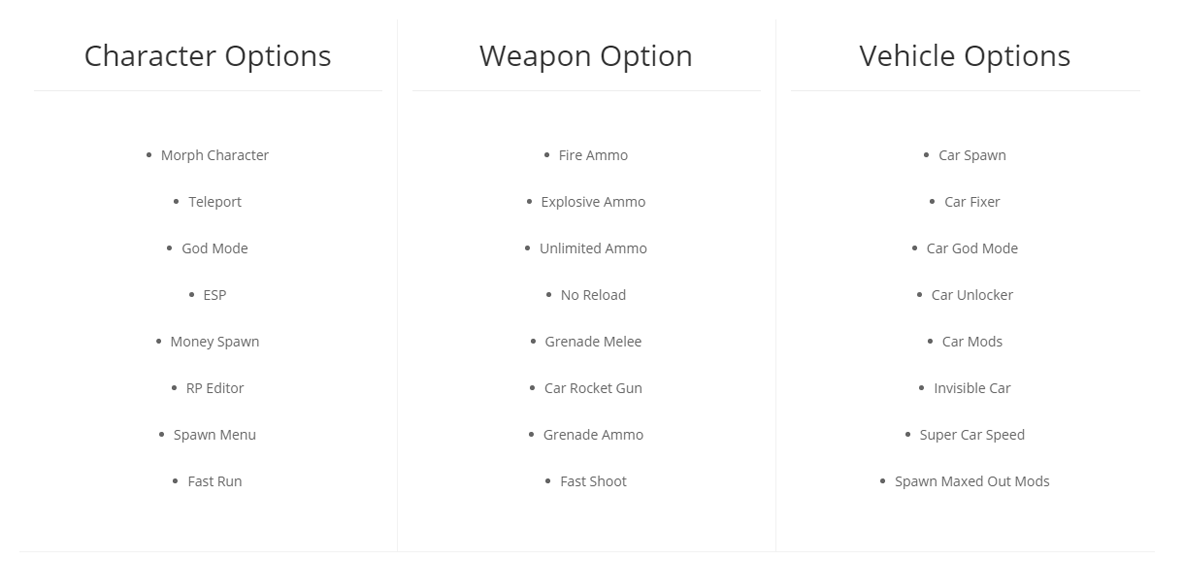 Character Options
Morph Character
Teleport
God Mode
ESP
Money Spawn
RP Editor
Spawn Menu
Fast Run
Weapon Option
Fire Ammo
Explosive Ammo
Unlimited Ammo
No Reload
Grenade Melee
Car Rocket Gun
Grenade Ammo
Fast Shoot
Vehicle Options
Car Spawn
Car Fixer
Car God Mode
Car Unlocker
Car Mods
Invisible Car
Super Car Speed
Spawn Maxed Out Mods